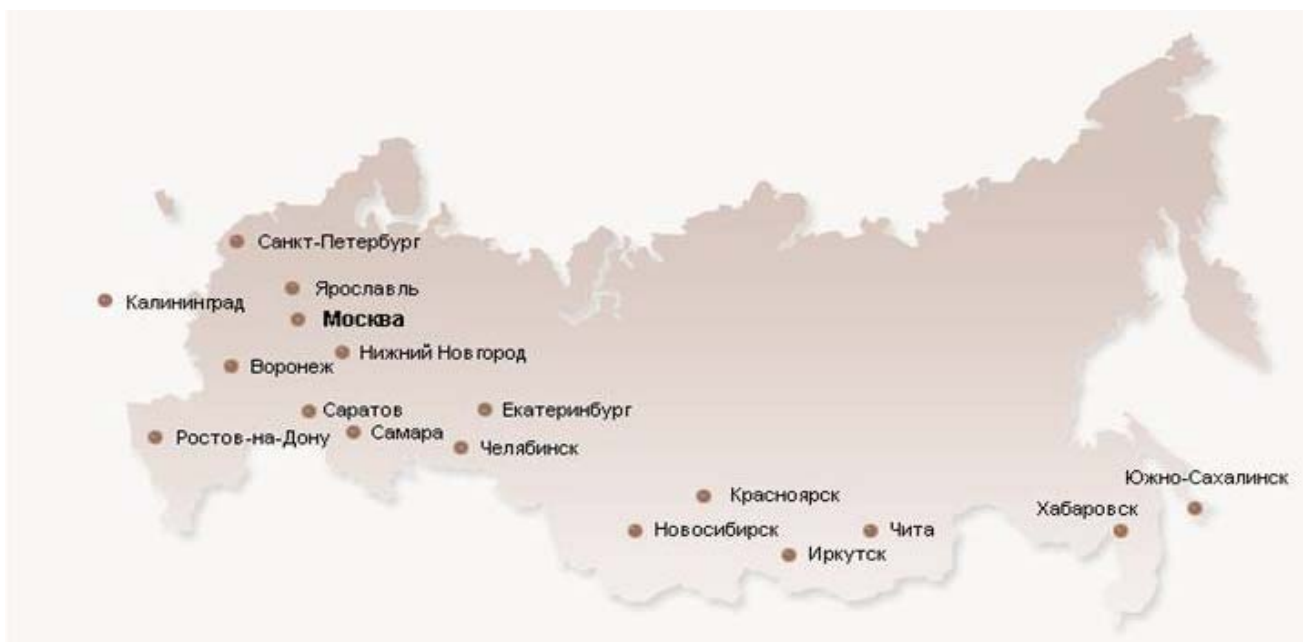 Санкт-Петербург
Ярославль
Калининград
Москва
Нижний Новгород
Воронеж
Саратов
Екатеринбург
Самара
Ростов-на-Дону
Челябинск
Южно-Сахалинск
Красноярск
Хабаровск
Новосибирск
Чита
Иркутск